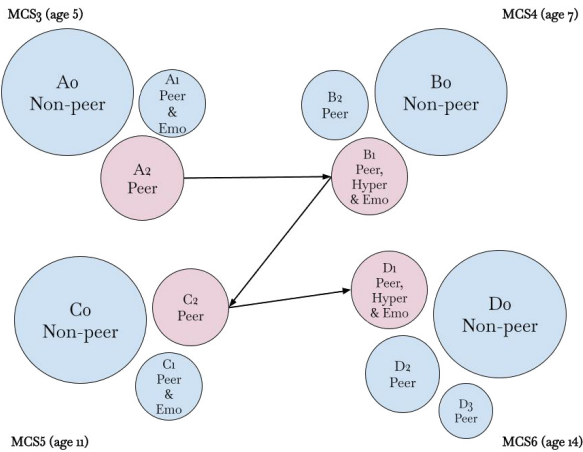 MCS3 (age 5)
MCS4 (age 7)
A0
Non-peer
A1
Peer
&
Emo
A2
Peer
B2
Peer
B0
Non-peer
B1
Peer,
Hyper
& Emo
C0
Non-peer
C2
Peer
C1
Peer
&
Emo
D1
Peer,
Hyper
& Emo
D0
Non-peer
D2
Peer
D3
Peer
MCS5 (age 11)
MCS6 (age 14)